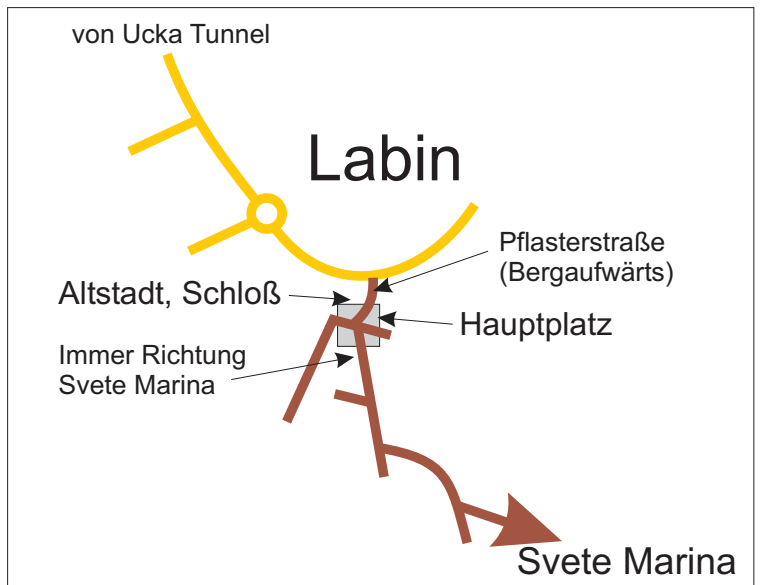 von Ucka Tunnel
Labin
Pflasterstraße
(Bergaufwärts)
Altstadt, Schloß
Hauptplatz
Immer Richtung
Svete Marina
Svete Marina